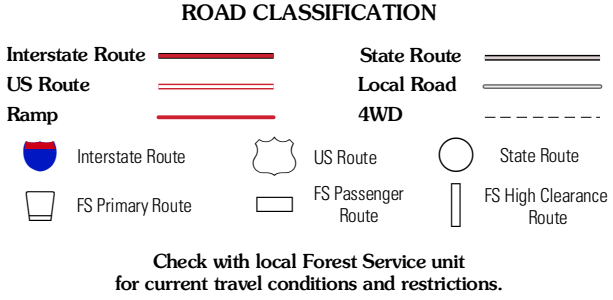 ROAD CLASSIFICATION
Interstate Route
State Route
US Route
Local Road
Ramp
4WD
Interstate Route
US Route
State Route
FS Primary Route
FS Passenger
Route
FS High Clearance
Route
Check with local Forest Service unit
for current travel conditions and restrictions.